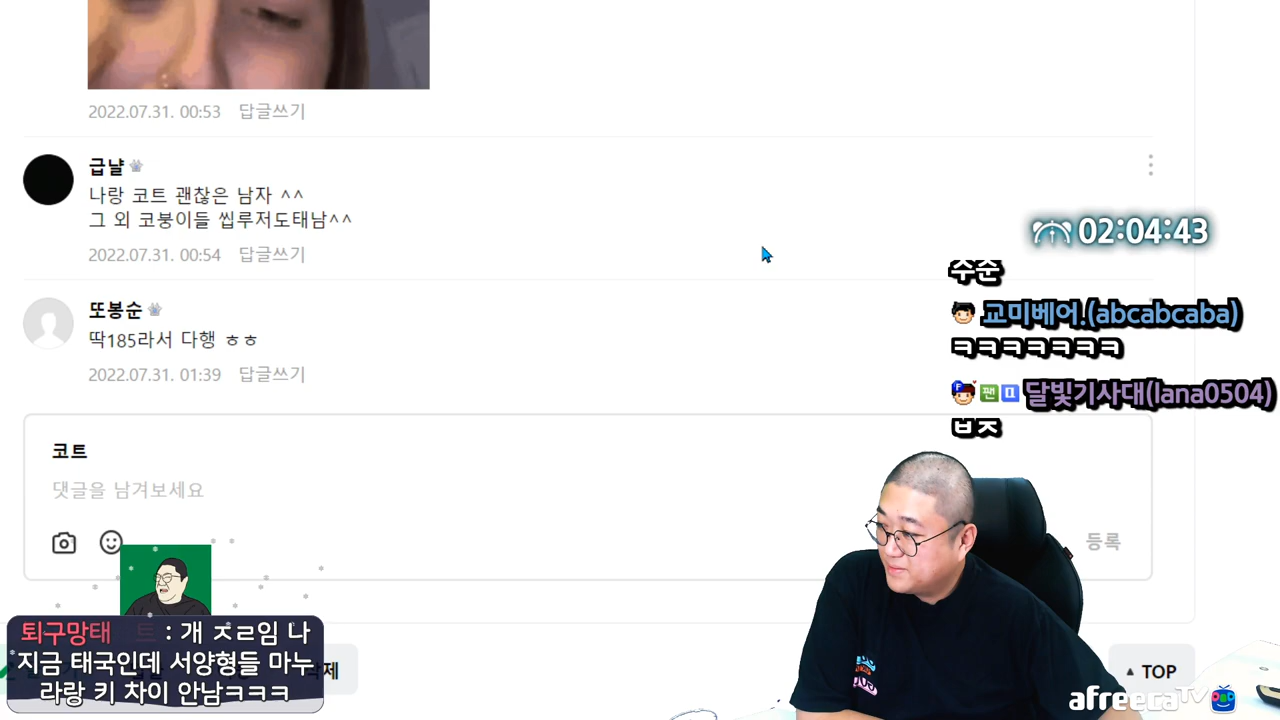 2022.07.31. 00:53 답글쓰기
급냘
나랑 코트 괜찮은 남자 ^^
그 외 코붕이들 씹루저도태남^^
2022.07.31. 00:54 답글쓰기
02:04:43
수준
교미베어.(abcabcaba)
ㅋㅋㅋㅋㅋㅋㅋ
또봉순
딱185라서 다행 ㅎㅎ
2022.07.31. 01:39 답글쓰기
F 팬 달빛기사대(lana0504)
코트
댓글을 남겨보세요
등록
퇴구망태 트 : 개 ㅈㄹ임 나
지금 태국인데 서양형들 마누
라랑 키 차이 안남ㅋㅋㅋ
삭제
▲ TOP
afreecaTV